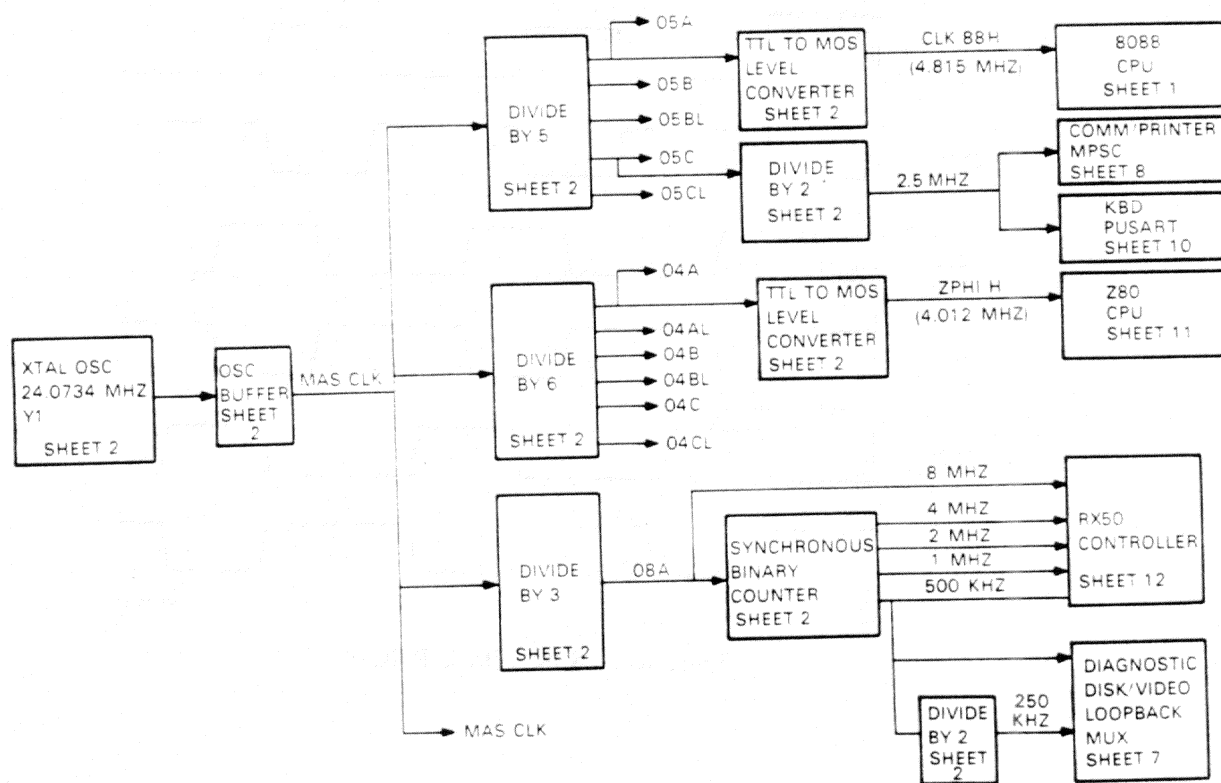 05A
05B
05BL
05C
05CL
DIVIDE
BY 5
SHEET 2
TTL TO MOS
LEVEL
CONVERTER
SHEET 2
CLK 88H
(4.815 MHZ)
8088
CPU
SHEET 1
DIVIDE
BY 2
SHEET 2
2.5 MHZ
COMM/PRINTER
MPSC
SHEET 8
KBD
PUSART
SHEET 10
04A
04AL
04B
04BL
04C
04CL
DIVIDE
BY 6
SHEET 2
TTL TO MOS
LEVEL
CONVERTER
SHEET 2
ZPHI H
(4.012 MHZ)
Z80
CPU
SHEET 11
XTAL OSC
24.0734 MHZ
Y1
SHEET 2
OSC
BUFFER
SHEET
2
MAS CLK
DIVIDE
BY 3
SHEET 2
08A
SYNCHRONOUS
BINARY
COUNTER
SHEET 2
8 MHZ
4 MHZ
2 MHZ
1 MHZ
500 KHZ
RX50
CONTROLLER
SHEET 12
MAS CLK
DIVIDE
BY 2
SHEET
2
250
KHZ
DIAGNOSTIC
DISK/VIDEO
LOOPBACK
MUX
SHEET 7